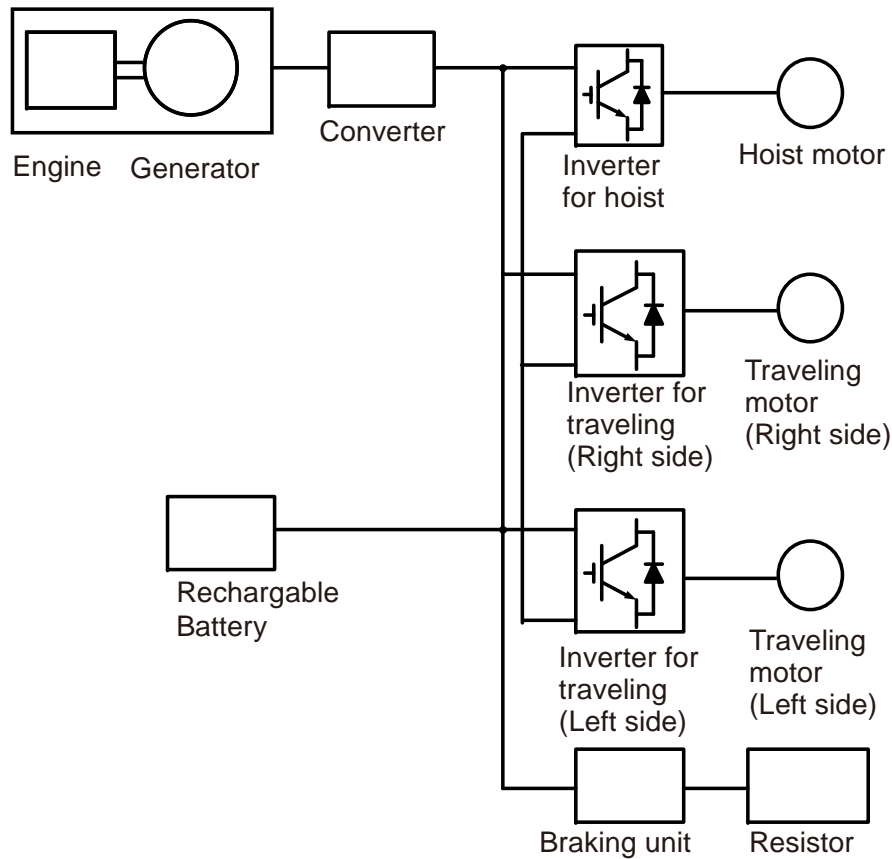 Engine
Generator
Converter
Inverter
for hoist
Hoist motor
Inverter for
traveling
(Right side)
Traveling
motor
(Right side)
Rechargable
Battery
Inverter for
traveling
(Left side)
Traveling
motor
(Left side)
Braking unit
Resistor